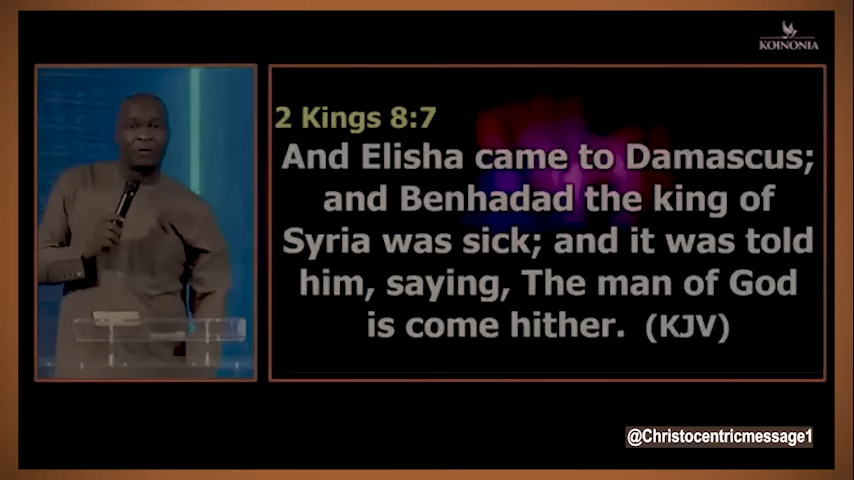 KOINONIA
2 Kings 8:7
And Elisha came to Damascus;
and Benhadad the king of
Syria was sick; and it was told
him, saying, The man of God
is come hither. (KJV)
@Christocentricmessage1